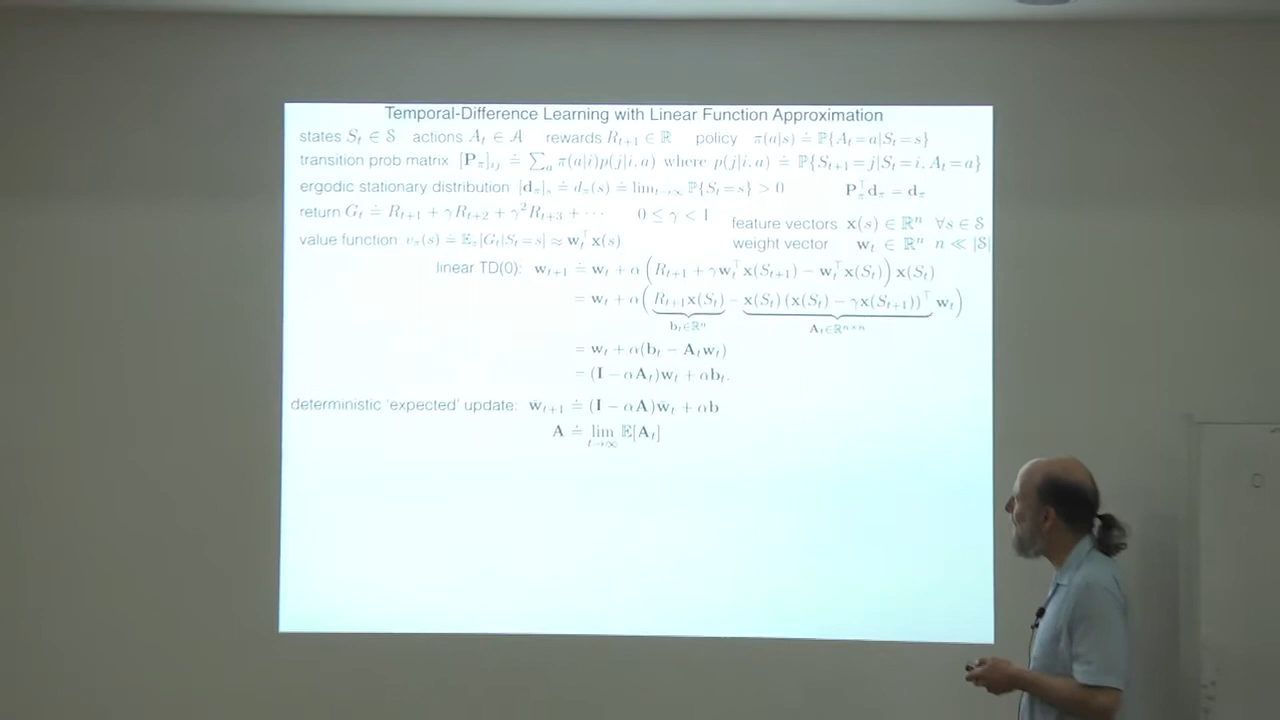 Temporal-Difference Learning with Linear Function Approximation
states S_t ∈ 𝒮 actions A_t ∈ 𝒜 rewards R_{t+1} ∈ ℝ policy π(a|s) ≐ ℙ{A_t = a|S_t = s}
transition prob matrix [P_π]_{ij} ≐ ∑_a π(a|i)p(j|i, a) where p(j|i, a) ≐ ℙ{S_{t+1} = j|S_t = i, A_t = a}
ergodic stationary distribution [d_π]_s ≐ d_π(s) ≐ lim_{t→∞} ℙ{S_t = s} > 0 P_π^⊤ d_π = d_π
return G_t ≐ R_{t+1} + γR_{t+2} + γ²R_{t+3} + ⋯ 0 ≤ γ < 1
feature vectors x(s) ∈ ℝⁿ ∀s ∈ 𝒮
value function v_π(s) ≐ 𝔼_π[G_t|S_t = s] ≈ w_t^⊤ x(s)
weight vector w_t ∈ ℝⁿ n ≪ |𝒮|
linear TD(0): w_{t+1} ≐ w_t + α(R_{t+1} + γw_t^⊤ x(S_{t+1}) − w_t^⊤ x(S_t)) x(S_t)
= w_t + α(R_{t+1}x(S_t) − x(S_t)(x(S_t) − γx(S_{t+1}))^⊤ w_t)
b_t∈ℝⁿ A_t∈ℝ^{n×n}
= w_t + α(b_t − A_t w_t)
= (I − αA_t)w_t + αb_t.
deterministic 'expected' update: w̄_{t+1} ≐ (I − αA)w̄_t + αb
A ≐ lim_{t→∞} 𝔼[A_t]
0